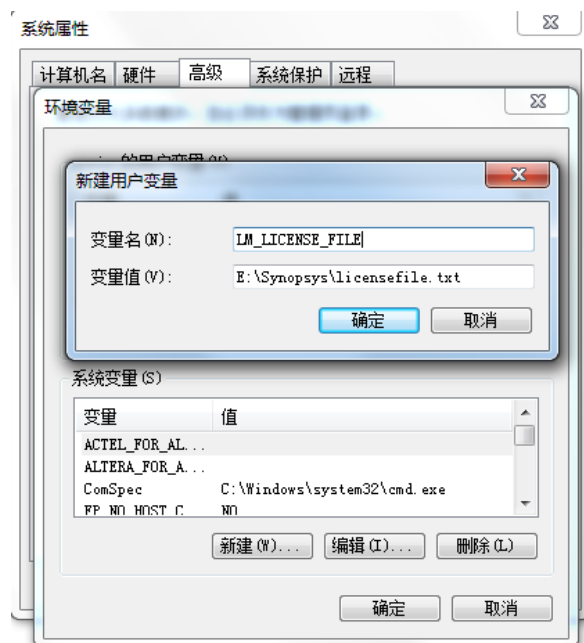 系统属性
计算机名 硬件 高级 系统保护 远程
环境变量
新建用户变量
变量名(N): LM_LICENSE_FILE
变量值(V): E:\Synopsys\licensefile.txt
确定 取消
系统变量(S)
变量 值
ACTEL_FOR_AL...
ALTERA_FOR_A...
ComSpec C:\Windows\system32\cmd.exe
FP_NO_HOST_C... NO
新建(W)... 编辑(I)... 删除(L)
确定 取消